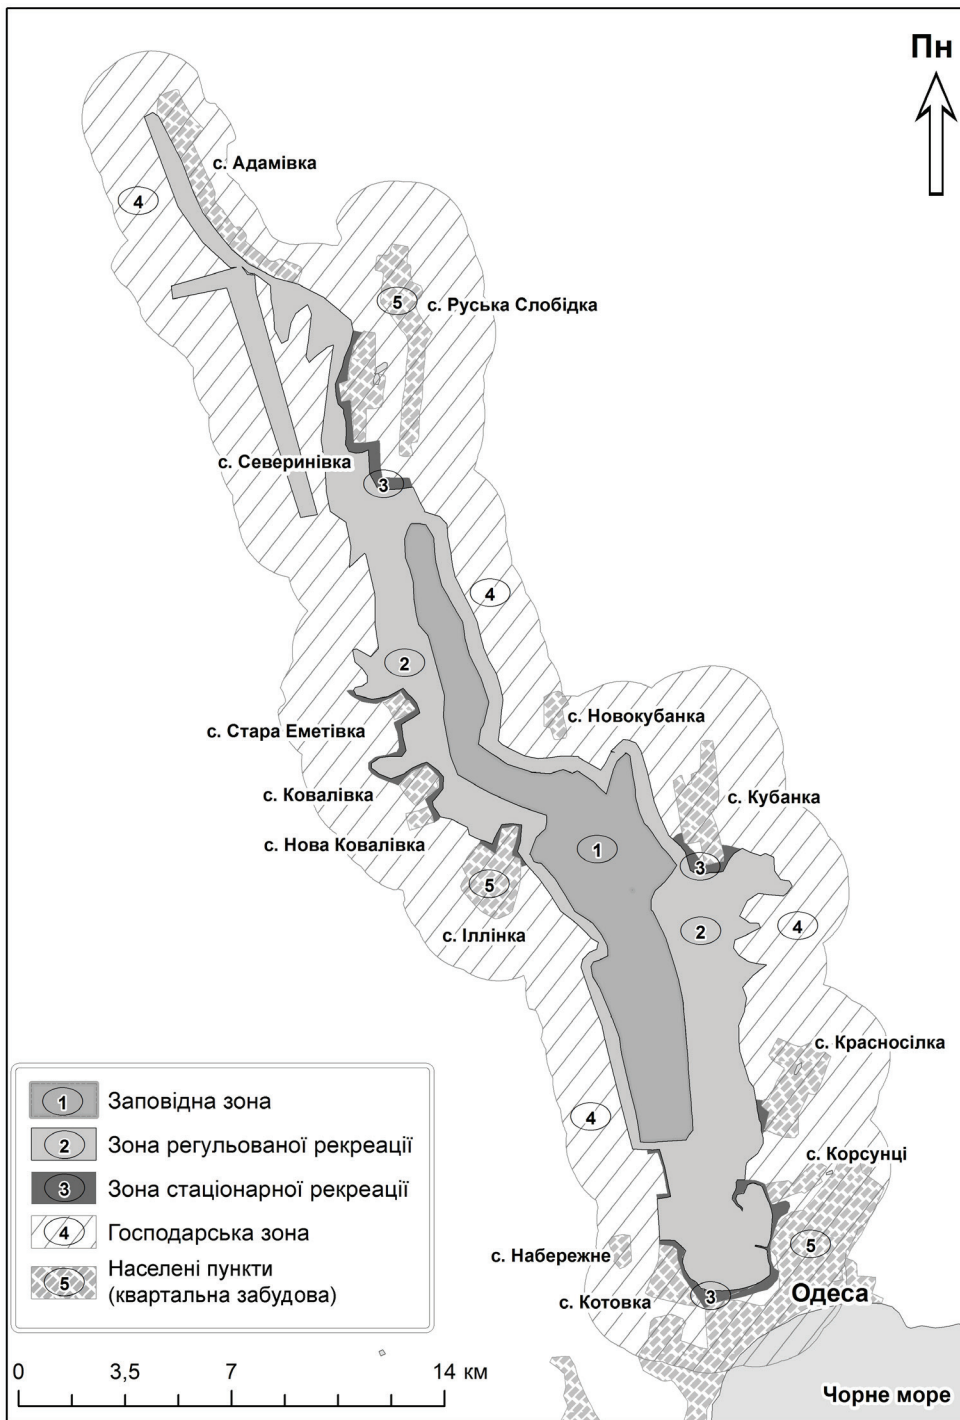 Пн
с. Адамівка
4
5
с. Руська Слобідка
с. Северинівка
3
4
2
с. Стара Еметівка
с. Новокубанка
с. Ковалівка
с. Кубанка
с. Нова Ковалівка
1
3
5
с. Іллінка
2
4
с. Красносілка
4
с. Корсунці
5
с. Набережне
с. Котовка
3
Одеса
Чорне море
1 Заповідна зона
2 Зона регульованої рекреації
3 Зона стаціонарної рекреації
4 Господарська зона
5 Населені пункти
(квартальна забудова)
0 3,5 7 14 км